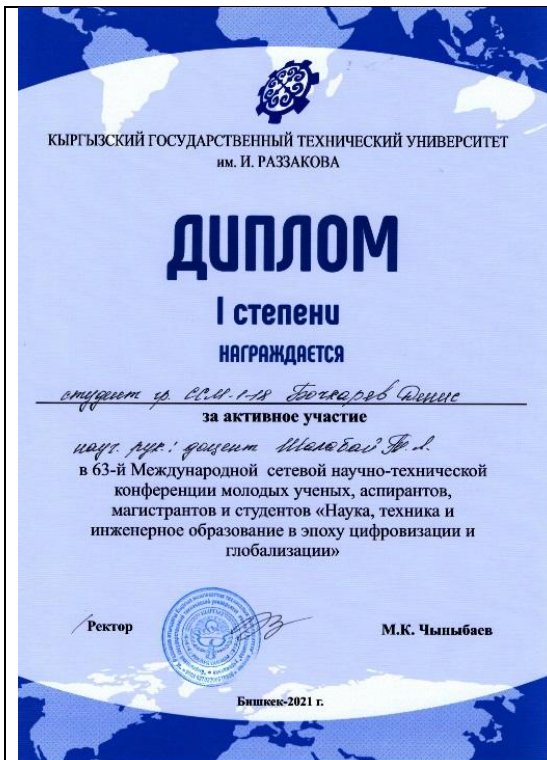 КЫРГЫЗСКИЙ ГОСУДАРСТВЕННЫЙ ТЕХНИЧЕСКИЙ УНИВЕРСИТЕТ
им. И. РАЗЗАКОВА
ДИПЛОМ
I степени
НАГРАЖДАЕТСЯ
студент гр. ССМ-1-18 Бочкарев Денис
за активное участие
науч. рук.: доцент Шалабай
в 63-й Международной сетевой научно-технической
конференции молодых ученых, аспирантов,
магистрантов и студентов «Наука, техника и
инженерное образование в эпоху цифровизации и
глобализации»
Ректор
М.К. Чыныбаев
Бишкек-2021 г.